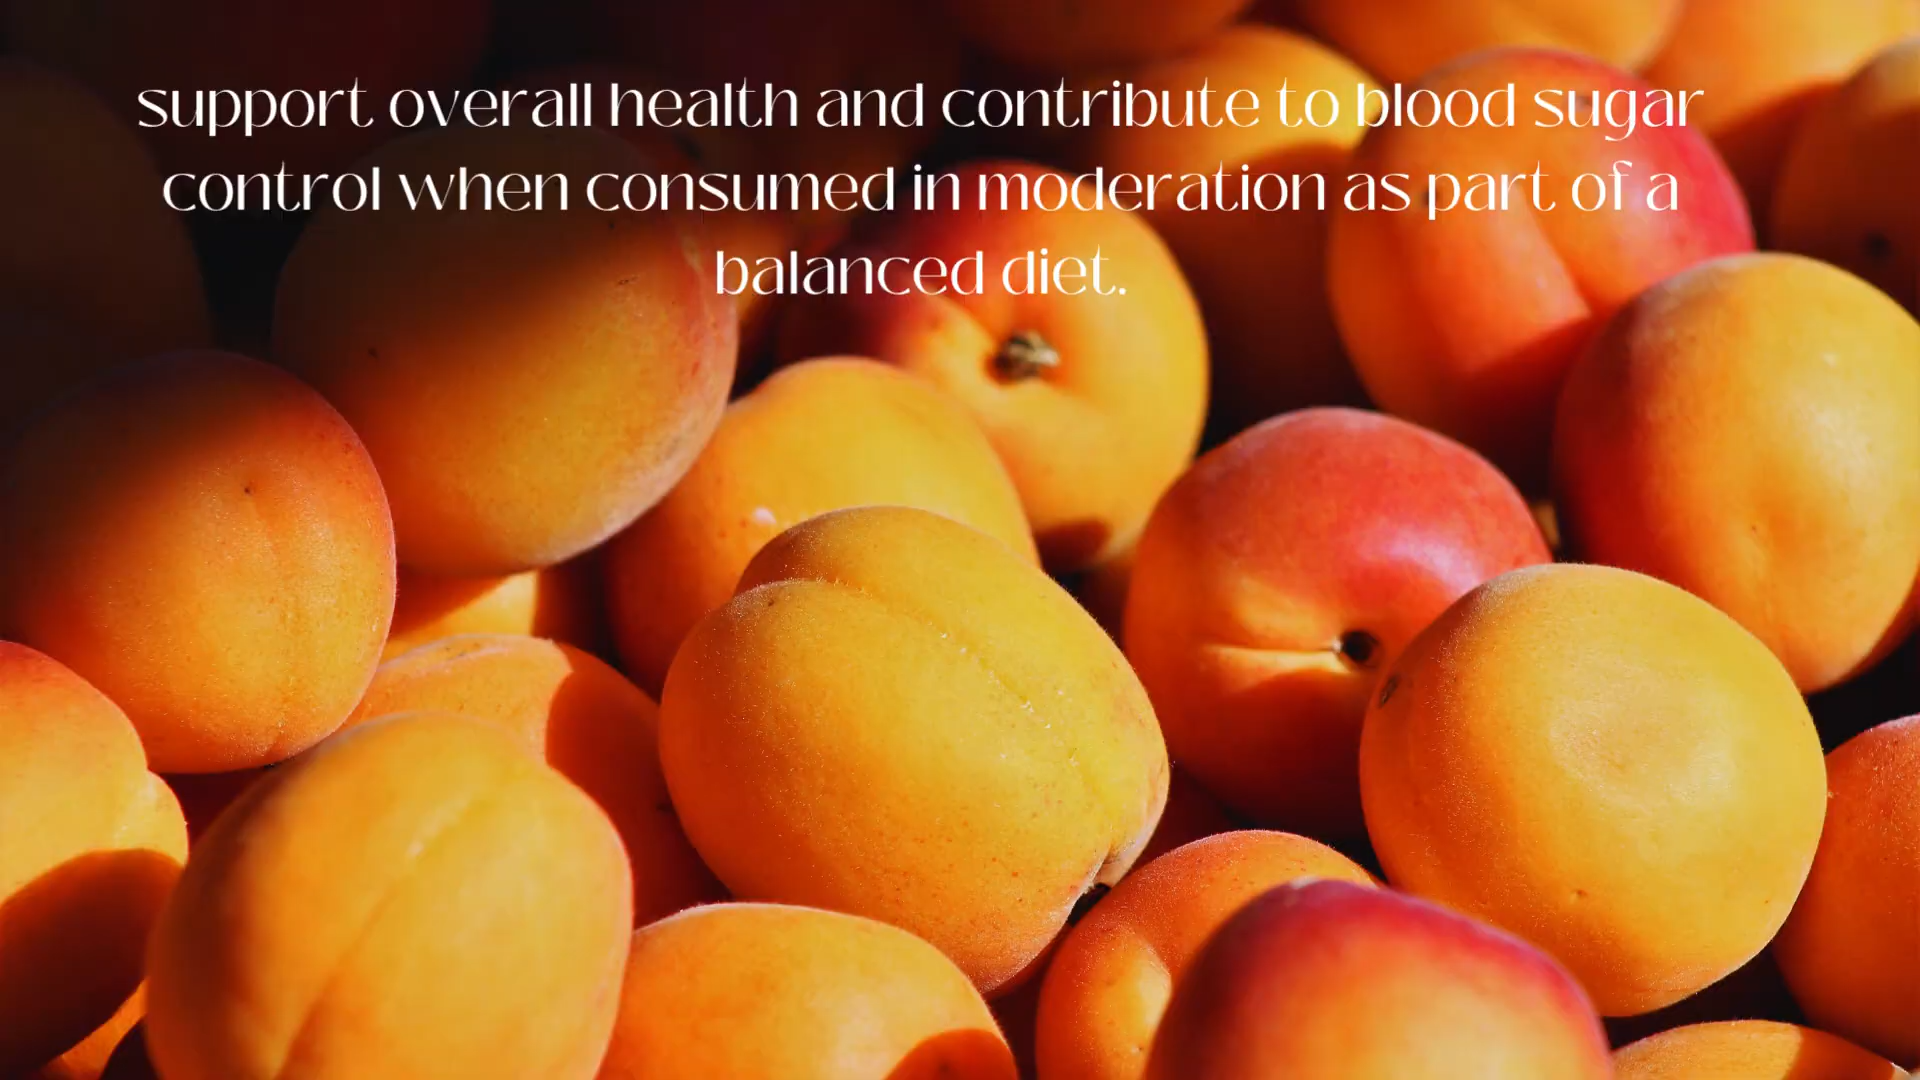 support overall health and contribute to blood sugar
control when consumed in moderation as part of a
balanced diet.